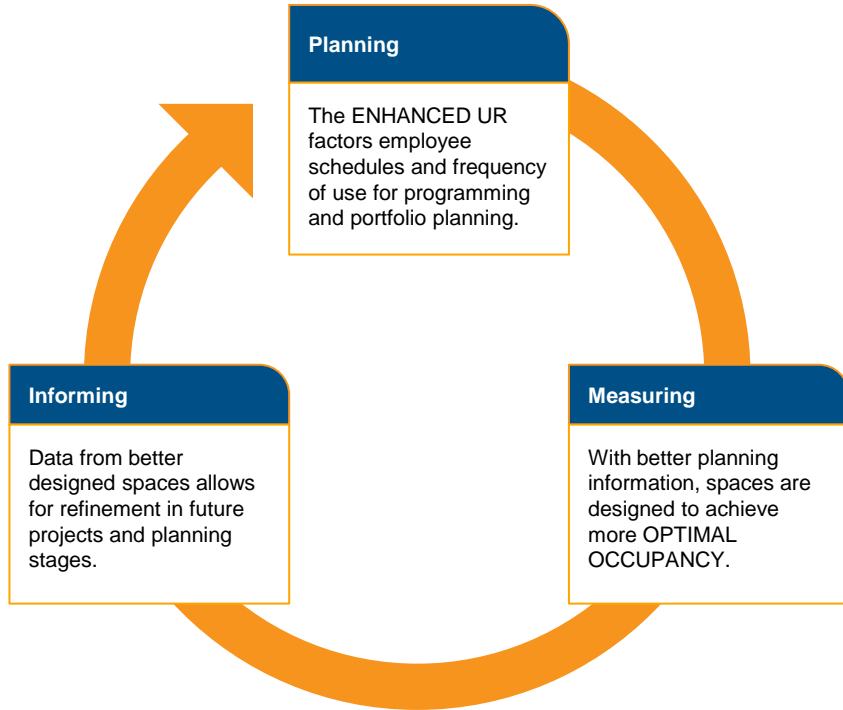 Planning
The ENHANCED UR
factors employee
schedules and frequency
of use for programming
and portfolio planning.
Informing
Data from better
designed spaces allows
for refinement in future
projects and planning
stages.
Measuring
With better planning
information, spaces are
designed to achieve
more OPTIMAL
OCCUPANCY.